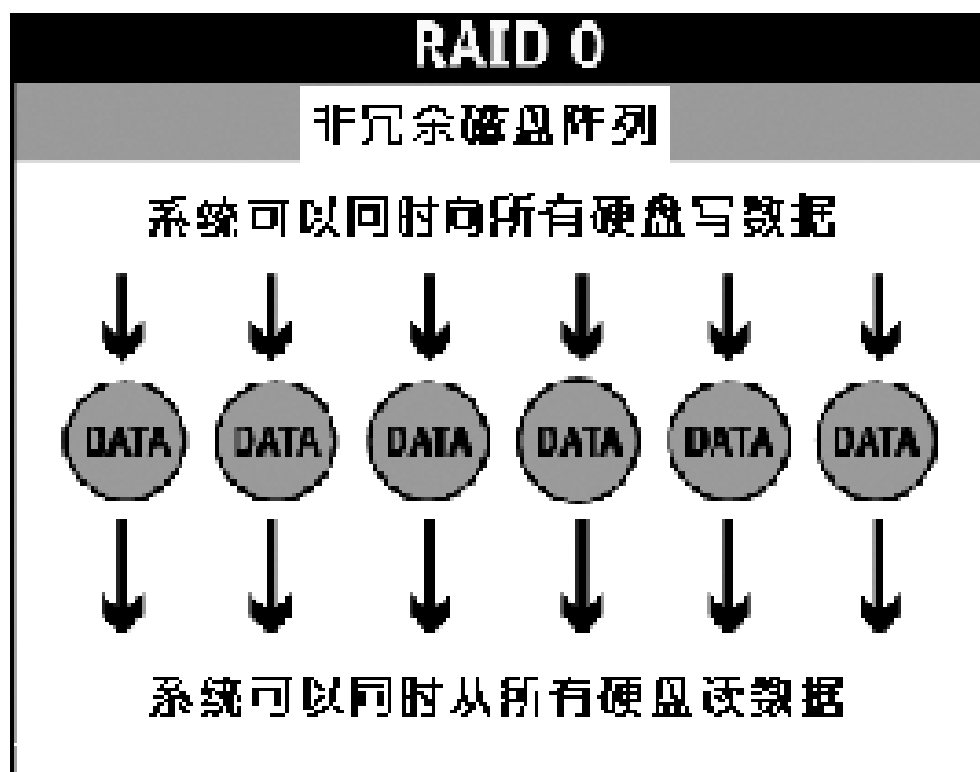 RAID 0
非冗余磁盘阵列
系统可以同时向所有硬盘写数据
DATA DATA DATA DATA DATA DATA
系统可以同时从所有硬盘读数据